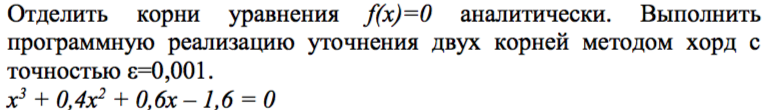 Отделить корни уравнения f(x)=0 аналитически. Выполнить
программную реализацию уточнения двух корней методом хорд с
точностью ε=0,001.
x³ + 0,4x² + 0,6x – 1,6 = 0